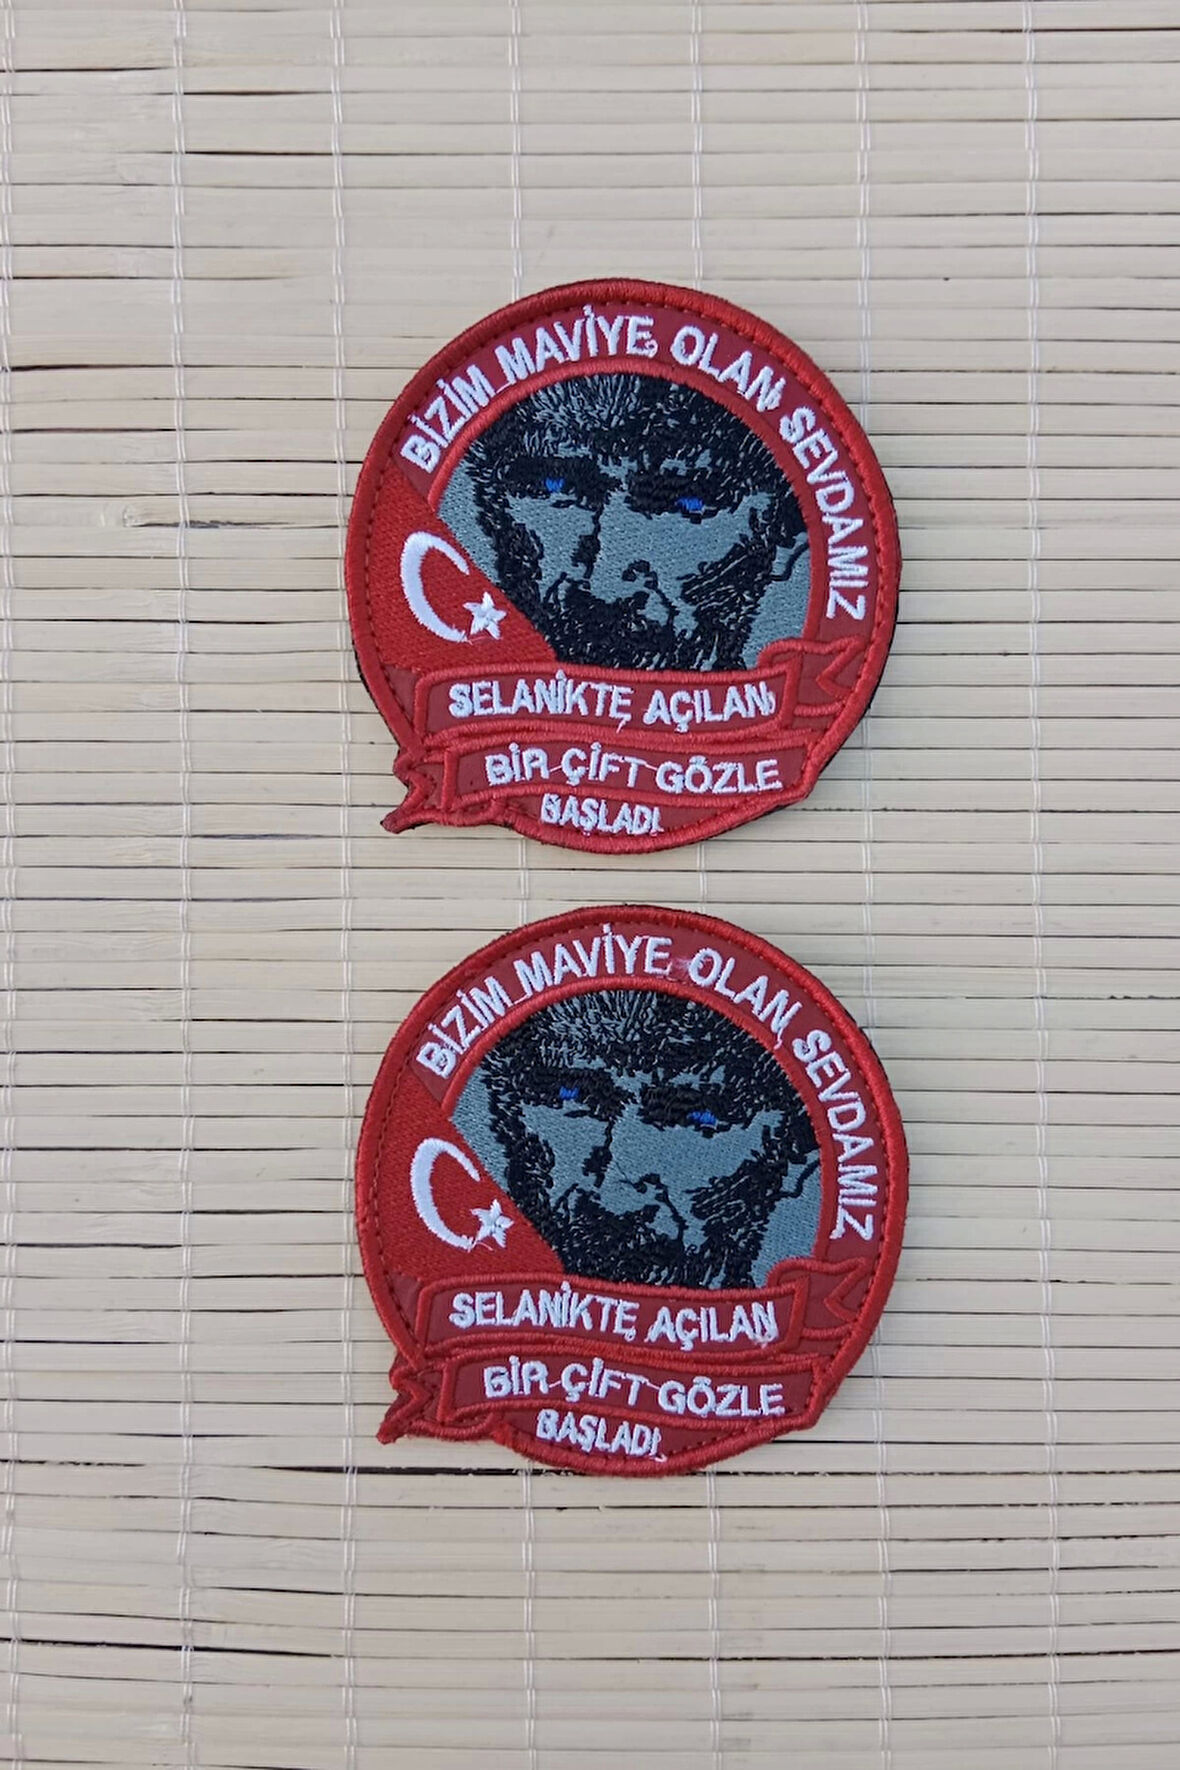 BİZİM MAVİYE OLAN SEVDAMIZ
SELANİKTE AÇILAN
BİR ÇİFT GÖZLE
BAŞLADI
BİZİM MAVİYE OLAN SEVDAMIZ
SELANİKTE AÇILAN
BİR ÇİFT GÖZLE
BAŞLADI